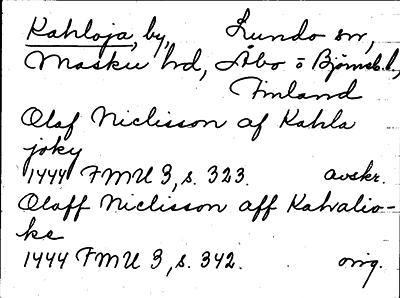 Kahloja, by, Lundo sn,
Masku hd, Åbo o Björneb. l.,
Finland
Olaf Niclisson af Kahla
joky
1444 FMU 3, s. 323. avskr.
Olaff Niclisson aff Kahalio-
ke
1444 FMU 3, s. 342. orig.